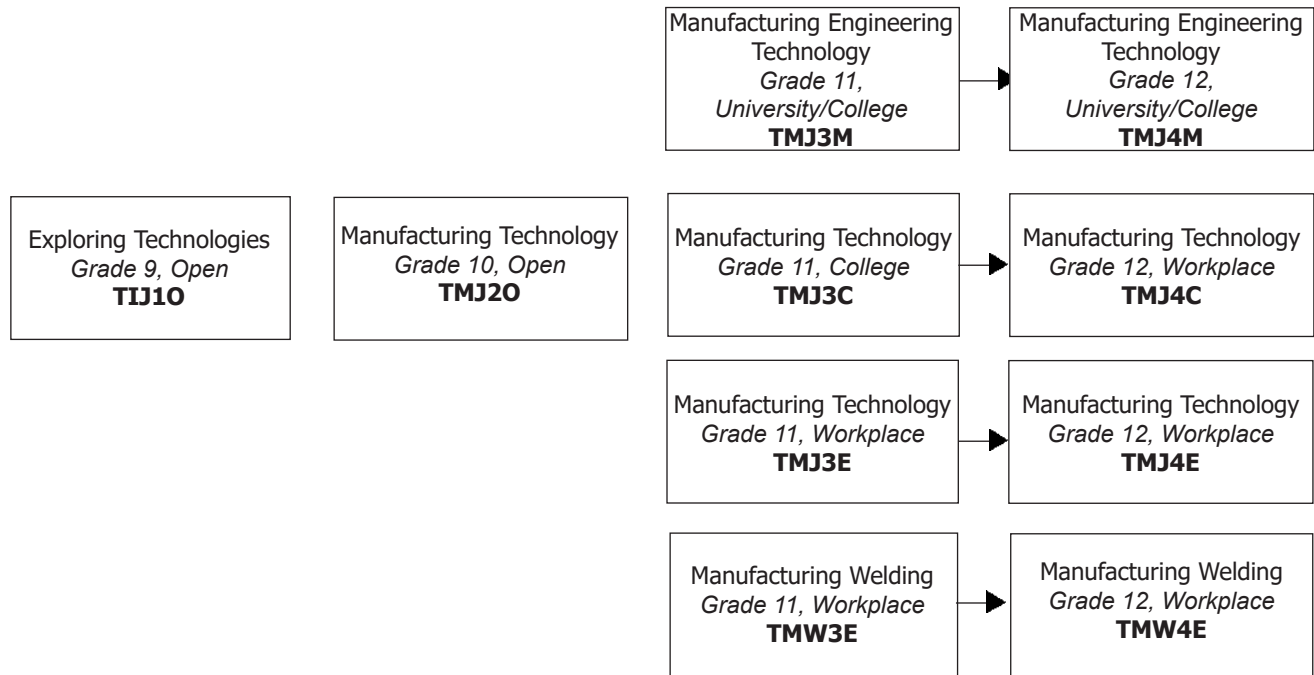 Manufacturing Engineering
Technology
Grade 11,
University/College
TMJ3M
Manufacturing Engineering
Technology
Grade 12,
University/College
TMJ4M
Exploring Technologies
Grade 9, Open
TIJ1O
Manufacturing Technology
Grade 10, Open
TMJ2O
Manufacturing Technology
Grade 11, College
TMJ3C
Manufacturing Technology
Grade 12, Workplace
TMJ4C
Manufacturing Technology
Grade 11, Workplace
TMJ3E
Manufacturing Technology
Grade 12, Workplace
TMJ4E
Manufacturing Welding
Grade 11, Workplace
TMW3E
Manufacturing Welding
Grade 12, Workplace
TMW4E